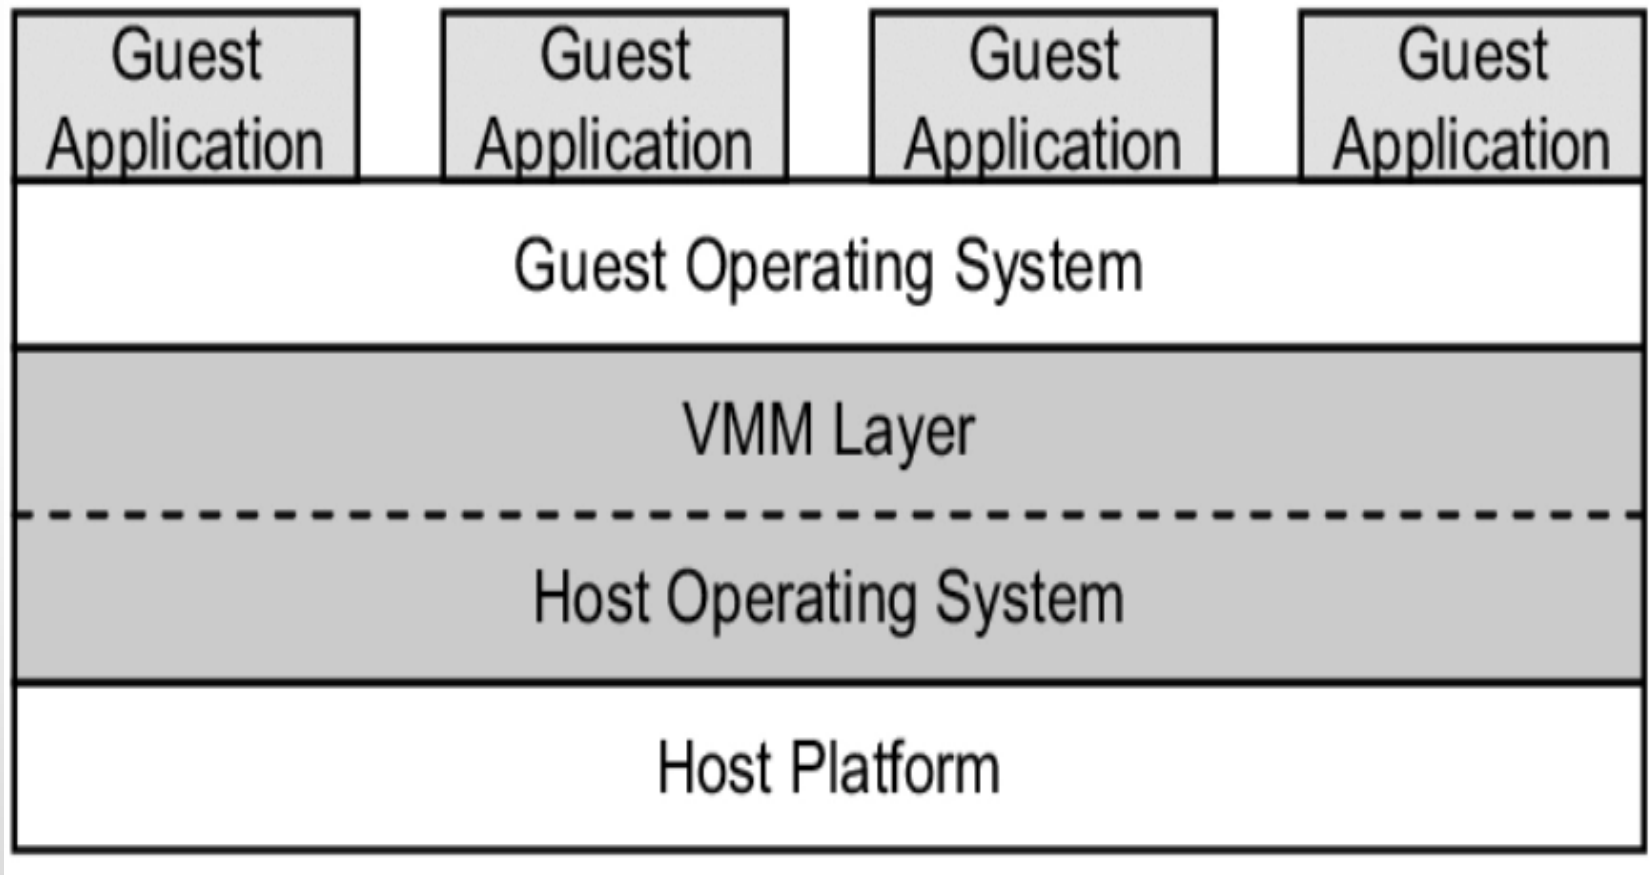 Guest Guest Guest Guest
Application Application Application Application
Guest Operating System
VMM Layer
Host Operating System
Host Platform